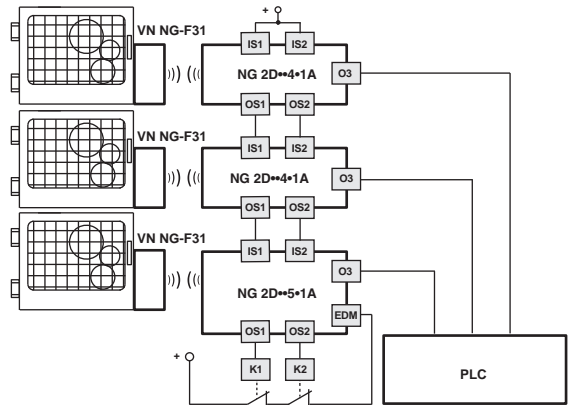 +
VN NG-F31
IS1 IS2
NG 2D••4•1A
O3
OS1 OS2
VN NG-F31
IS1 IS2
NG 2D••4•1A
O3
OS1 OS2
VN NG-F31
IS1 IS2
O3
NG 2D••5•1A
EDM
OS1 OS2
+
K1 K2
PLC